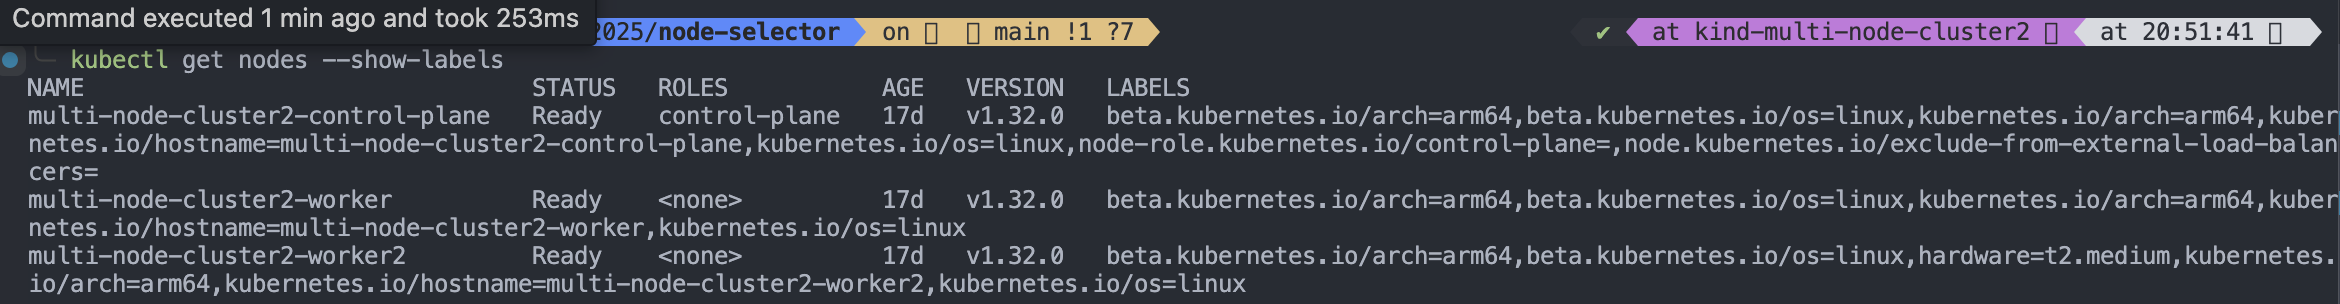 Command executed 1 min ago and took 253ms
2025/node-selector on main !1 ?7 ✔ at kind-multi-node-cluster2 at 20:51:41
kubectl get nodes --show-labels
NAME STATUS ROLES AGE VERSION LABELS
multi-node-cluster2-control-plane Ready control-plane 17d v1.32.0 beta.kubernetes.io/arch=arm64,beta.kubernetes.io/os=linux,kubernetes.io/arch=arm64,kuber
netes.io/hostname=multi-node-cluster2-control-plane,kubernetes.io/os=linux,node-role.kubernetes.io/control-plane=,node.kubernetes.io/exclude-from-external-load-balan
cers=
multi-node-cluster2-worker Ready <none> 17d v1.32.0 beta.kubernetes.io/arch=arm64,beta.kubernetes.io/os=linux,kubernetes.io/arch=arm64,kuber
netes.io/hostname=multi-node-cluster2-worker,kubernetes.io/os=linux
multi-node-cluster2-worker2 Ready <none> 17d v1.32.0 beta.kubernetes.io/arch=arm64,beta.kubernetes.io/os=linux,hardware=t2.medium,kubernetes.
io/arch=arm64,kubernetes.io/hostname=multi-node-cluster2-worker2,kubernetes.io/os=linux